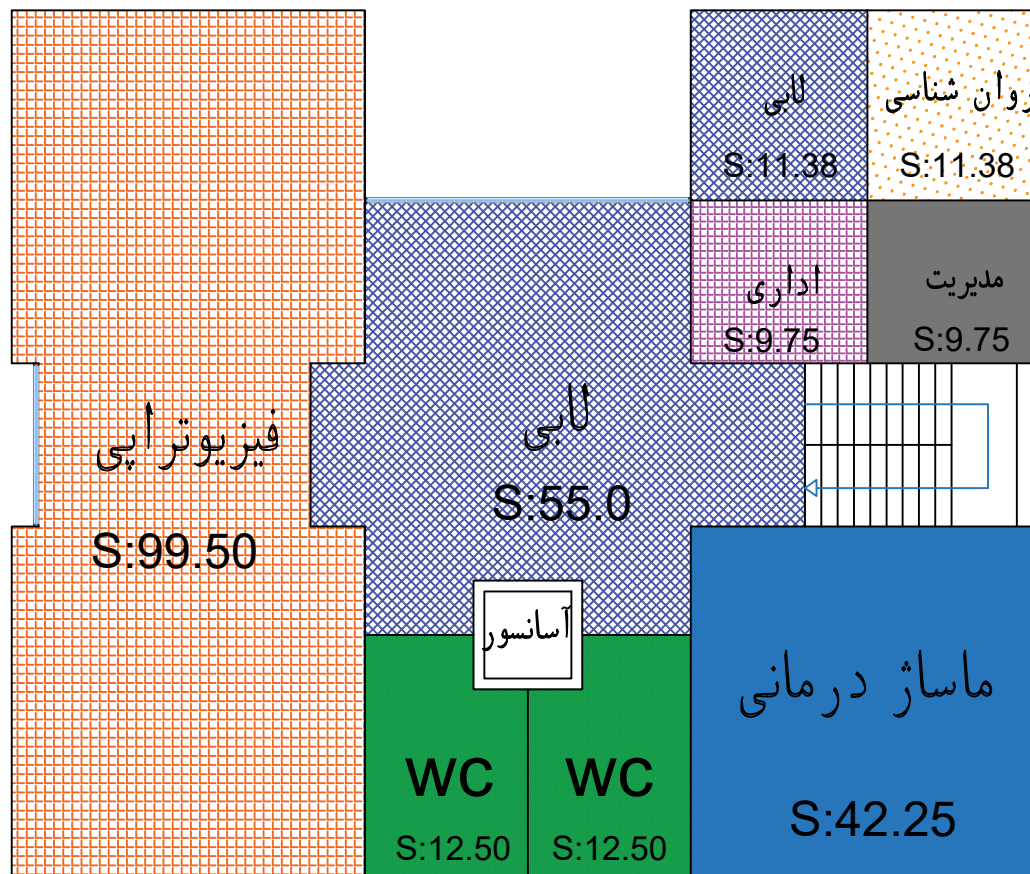 لابی
S:11.38
روان شناسی
S:11.38
اداری
S:9.75
مدیریت
S:9.75
فیزیوتراپی
S:99.50
لابی
S:55.0
آسانسور
ماساژ درمانی
S:42.25
WC
S:12.50
WC
S:12.50